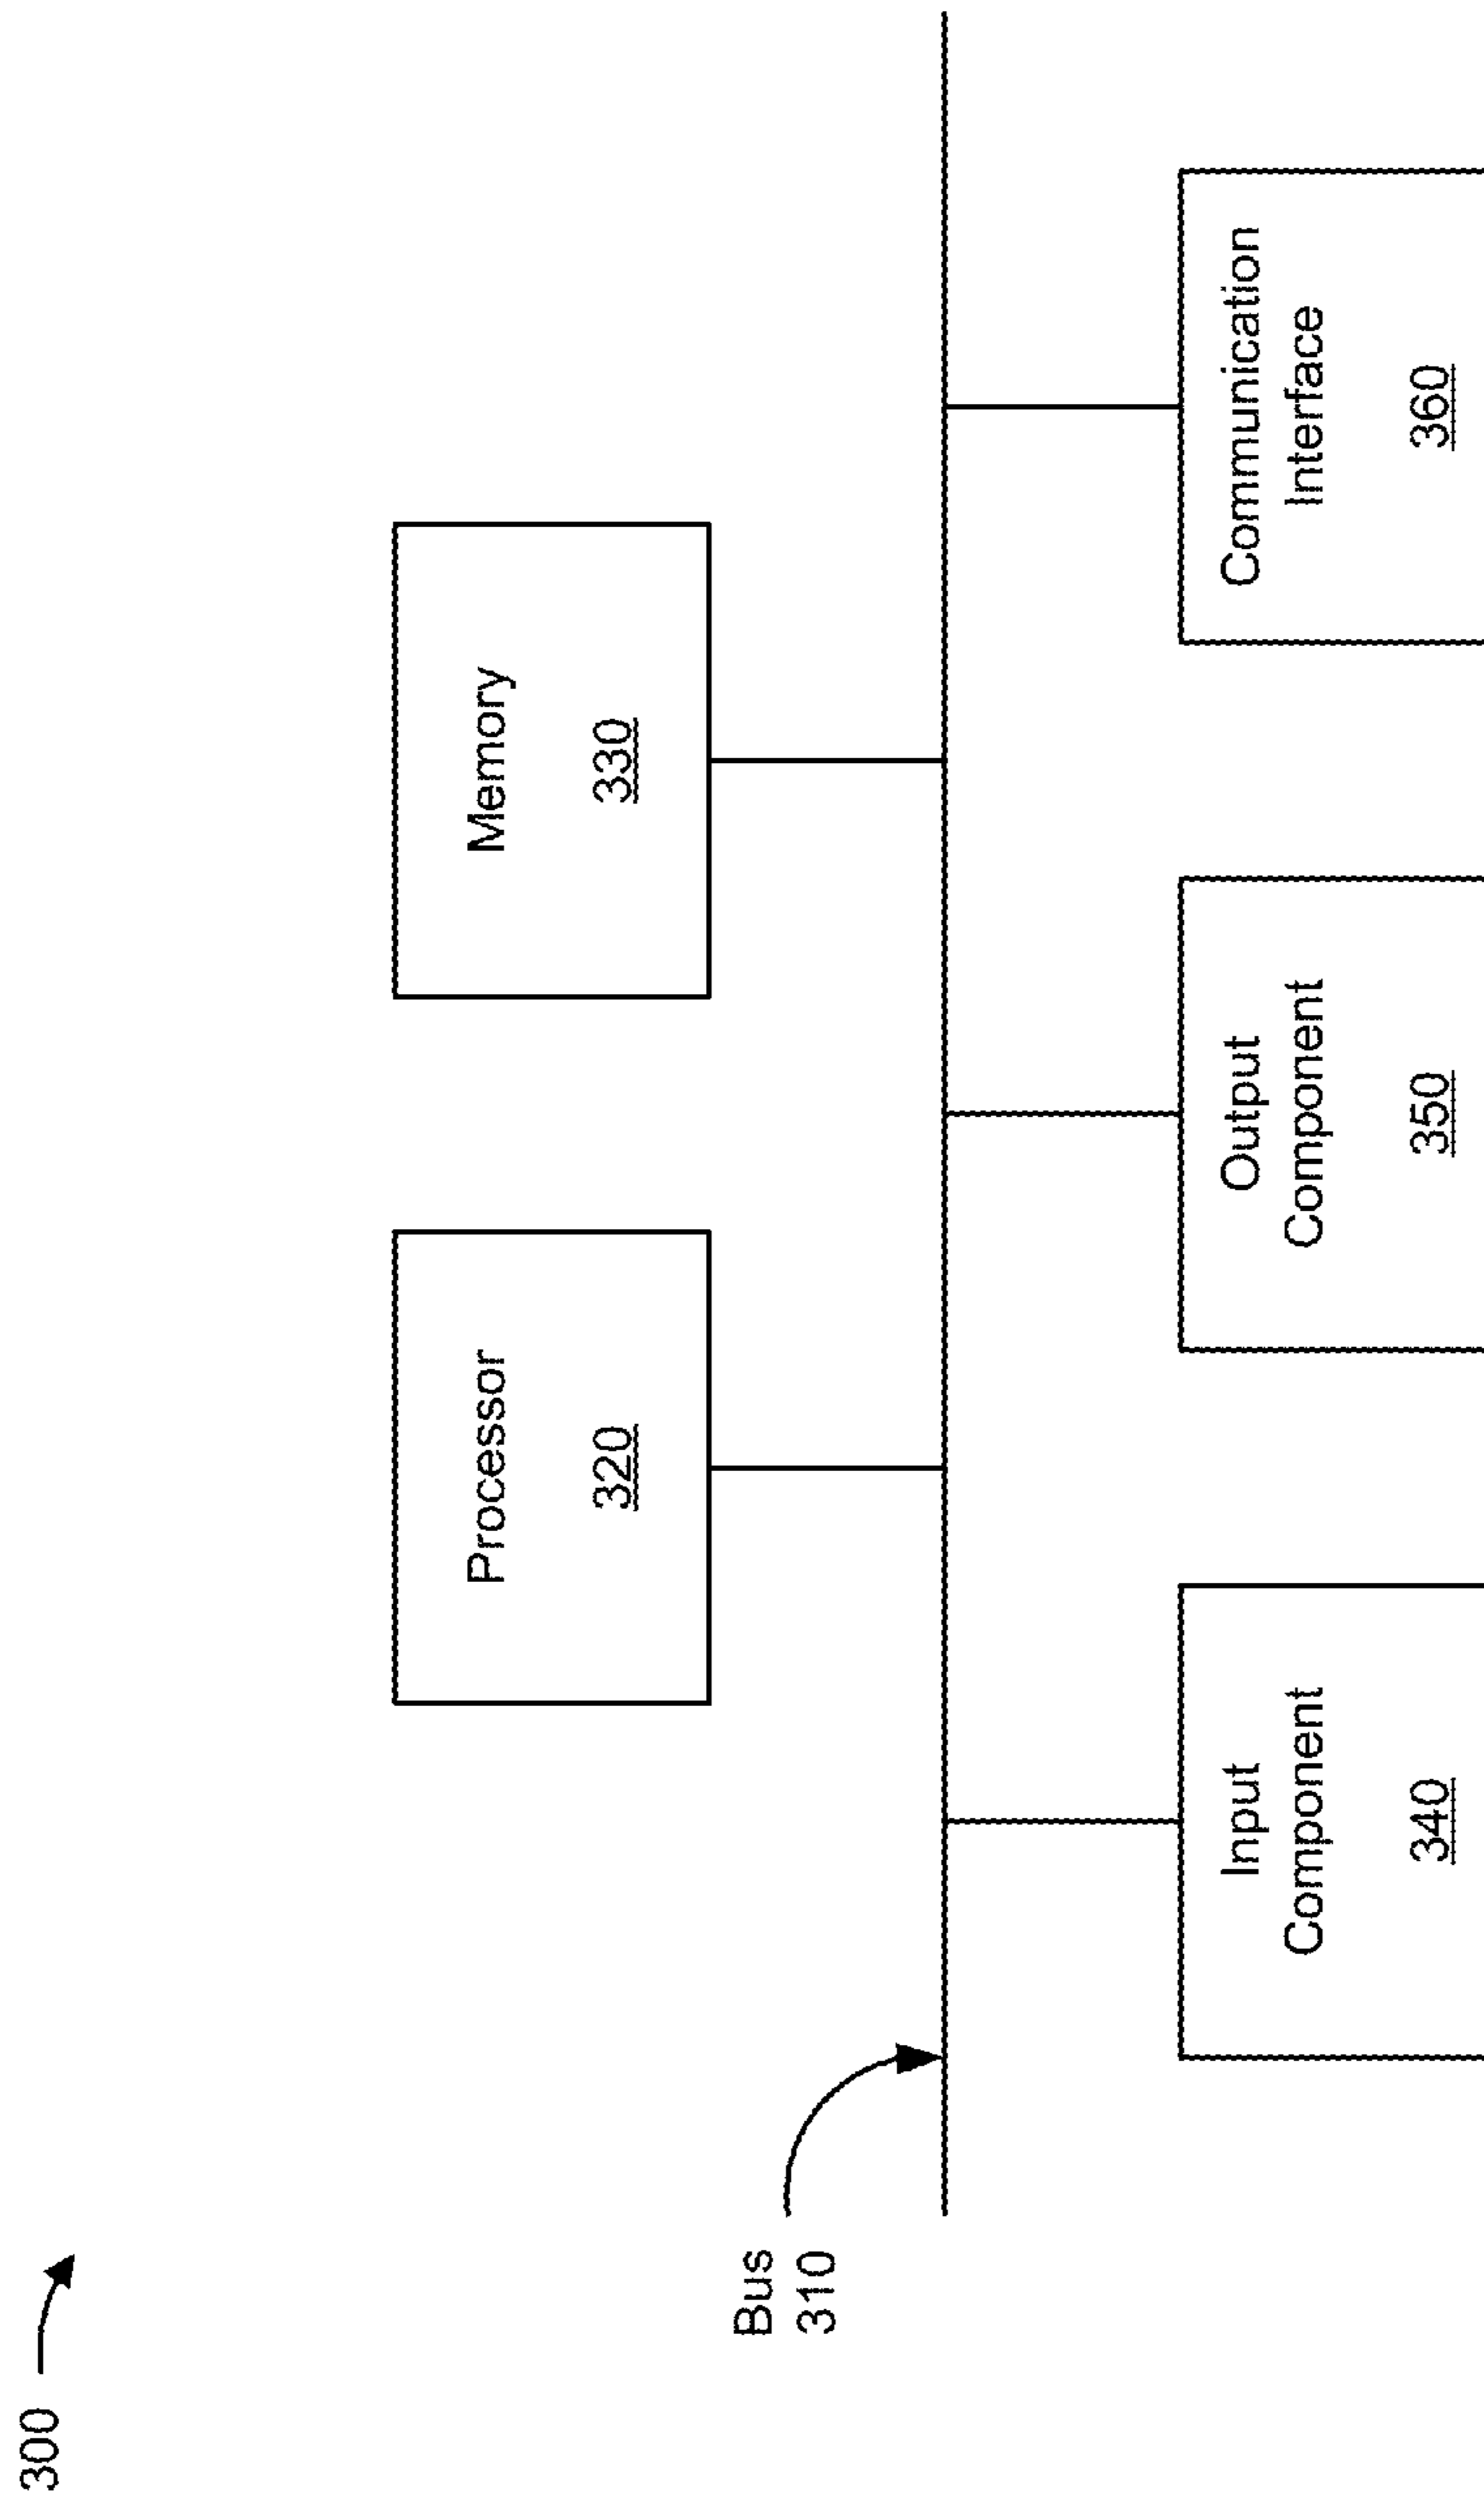 300
Processor
320
Memory
330
Bus
310
Input
Component
340
Output
Component
350
Communication
Interface
360